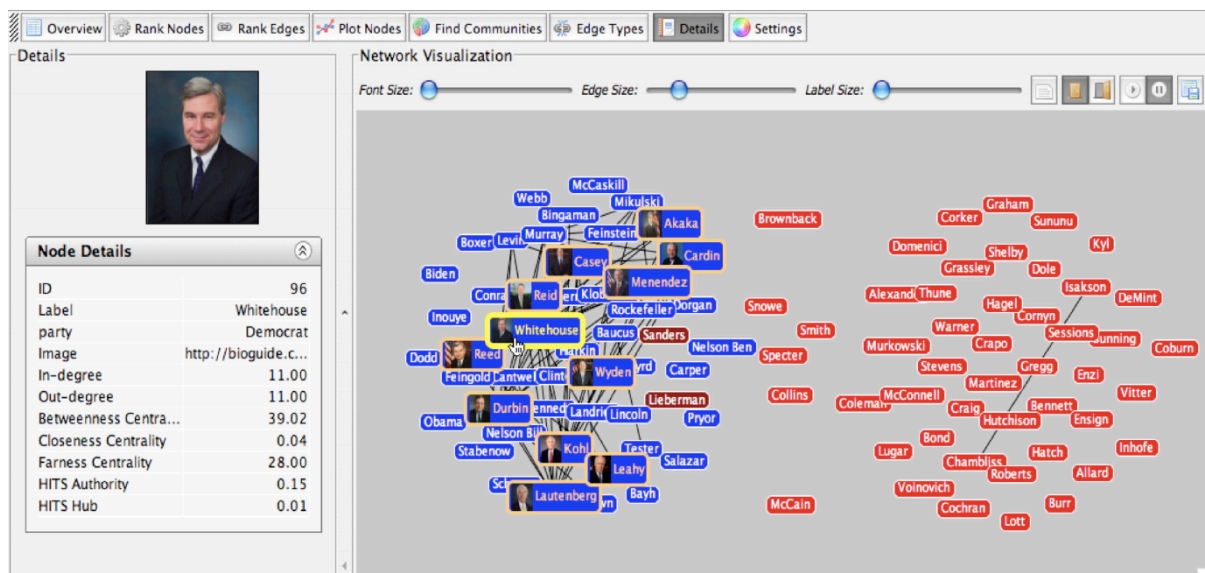 Overview Rank Nodes Rank Edges Plot Nodes Find Communities Edge Types Details Settings
Details
Network Visualization
Font Size: Edge Size: Label Size:
Node Details
ID 96
Label Whitehouse
party Democrat
Image http://bioguide.c...
In-degree 11.00
Out-degree 11.00
Betweenness Centra... 39.02
Closeness Centrality 0.04
Farness Centrality 28.00
HITS Authority 0.15
HITS Hub 0.01
McCaskill
Webb
Mikulski
Bingaman
Akaka
Murray
Feinstein
Boxer
Cardin
Casey
Biden
Menendez
Reid
Rockefeller
Inouye
Whitehouse
Baucus
Sanders
Nelson Ben
Dodd
Reed
Wyden
Carper
Feingold
Lieberman
Durbin
Lincoln
Pryor
Obama
Stabenow
Kohl
Tester
Salazar
Leahy
Lautenberg
Bayh
Brownback
Snowe
Smith
Specter
Collins
McCain
Graham
Corker
Sununu
Kyl
Domenici
Shelby
Grassley
Dole
Isakson
DeMint
Thune
Hagel
Cornyn
Warner
Sessions
Murkowski
Crapo
Coburn
Stevens
Gregg
Enzi
Martinez
Vitter
Coleman
McConnell
Craig
Bennett
Ensign
Hutchison
Bond
Lugar
Hatch
Inhofe
Chambliss
Roberts
Allard
Voinovich
Cochran
Burr
Lott